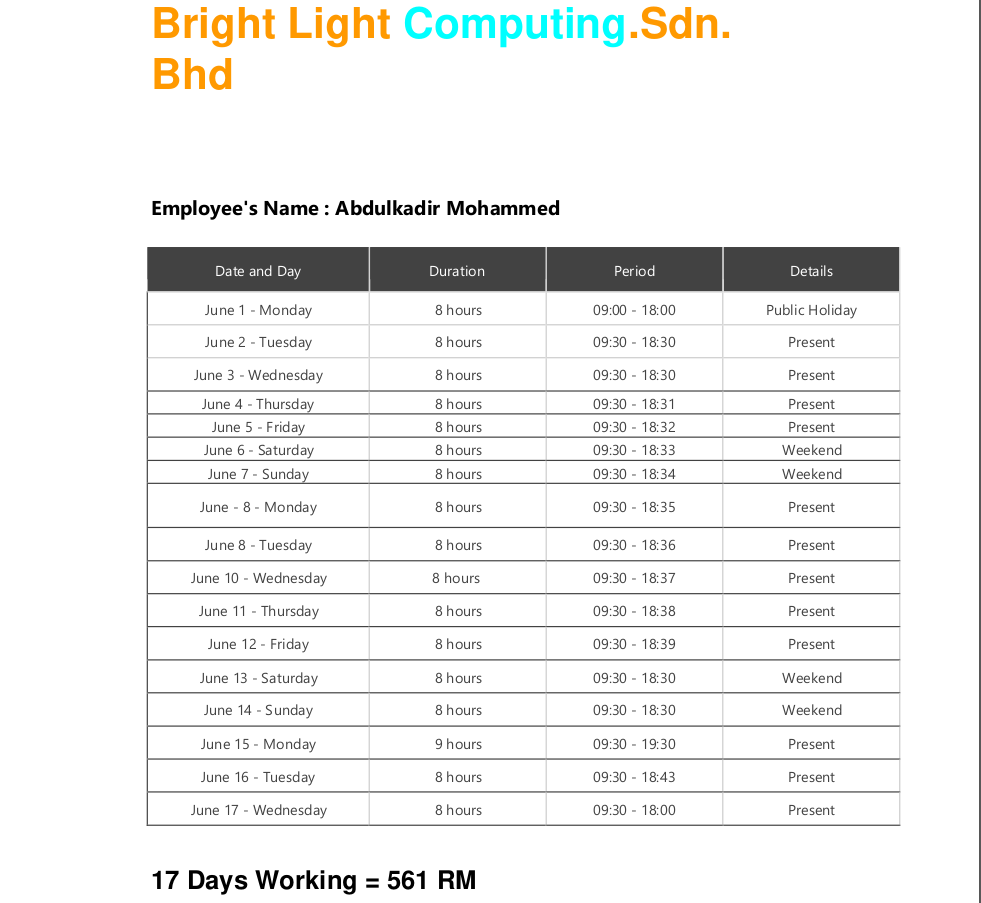 Bright Light Computing.Sdn.
Bhd
Employee's Name : Abdulkadir Mohammed
Date and Day Duration Period Details
June 1 - Monday 8 hours 09:00 - 18:00 Public Holiday
June 2 - Tuesday 8 hours 09:30 - 18:30 Present
June 3 - Wednesday 8 hours 09:30 - 18:30 Present
June 4 - Thursday 8 hours 09:30 - 18:31 Present
June 5 - Friday 8 hours 09:30 - 18:32 Present
June 6 - Saturday 8 hours 09:30 - 18:33 Weekend
June 7 - Sunday 8 hours 09:30 - 18:34 Weekend
June - 8 - Monday 8 hours 09:30 - 18:35 Present
June 8 - Tuesday 8 hours 09:30 - 18:36 Present
June 10 - Wednesday 8 hours 09:30 - 18:37 Present
June 11 - Thursday 8 hours 09:30 - 18:38 Present
June 12 - Friday 8 hours 09:30 - 18:39 Present
June 13 - Saturday 8 hours 09:30 - 18:30 Weekend
June 14 - Sunday 8 hours 09:30 - 18:30 Weekend
June 15 - Monday 9 hours 09:30 - 19:30 Present
June 16 - Tuesday 8 hours 09:30 - 18:43 Present
June 17 - Wednesday 8 hours 09:30 - 18:00 Present
17 Days Working = 561 RM